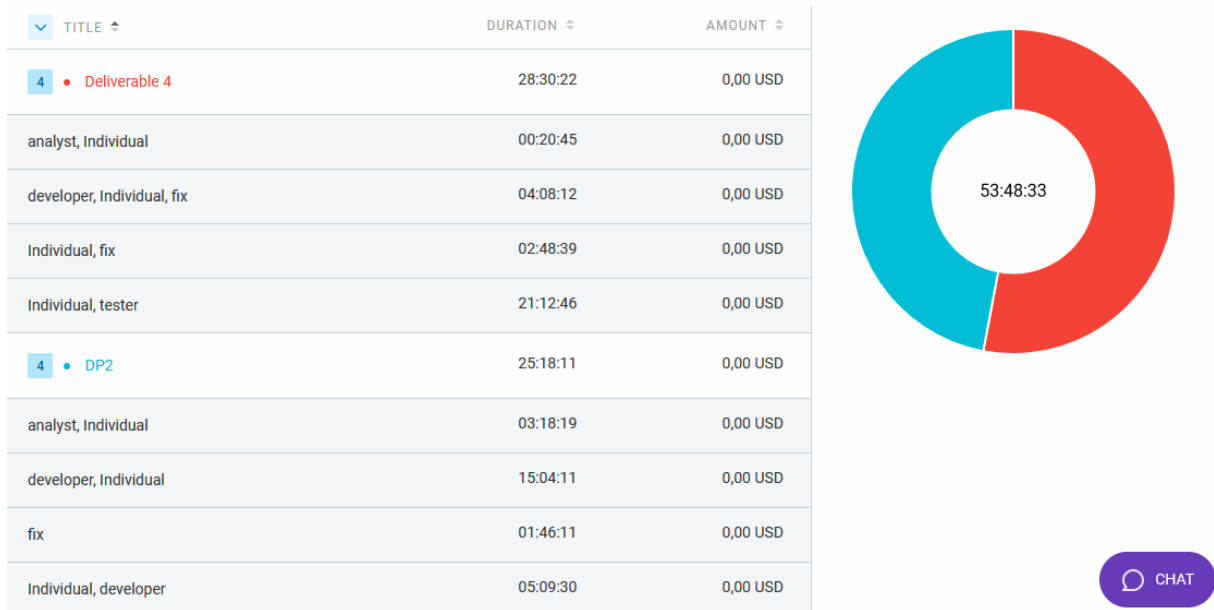 TITLE DURATION AMOUNT
4 • Deliverable 4 28:30:22 0,00 USD
analyst, Individual 00:20:45 0,00 USD
developer, Individual, fix 04:08:12 0,00 USD
Individual, fix 02:48:39 0,00 USD
Individual, tester 21:12:46 0,00 USD
4 • DP2 25:18:11 0,00 USD
analyst, Individual 03:18:19 0,00 USD
developer, Individual 15:04:11 0,00 USD
fix 01:46:11 0,00 USD
Individual, developer 05:09:30 0,00 USD
53:48:33
CHAT